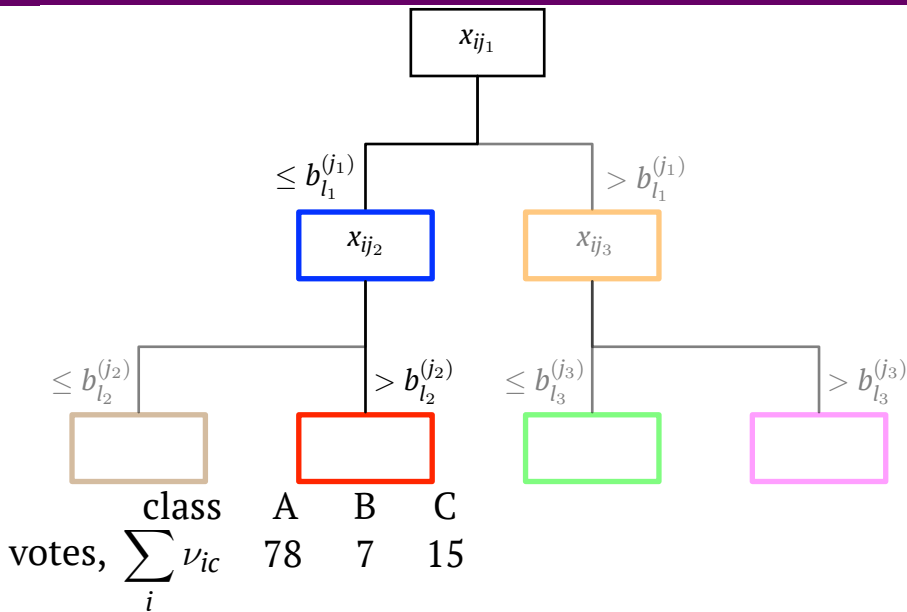 x_{ij_1}
≤ b_{l_1}^{(j_1)} > b_{l_1}^{(j_1)}
x_{ij_2} x_{ij_3}
≤ b_{l_2}^{(j_2)} > b_{l_2}^{(j_2)} ≤ b_{l_3}^{(j_3)} > b_{l_3}^{(j_3)}
class A B C
votes, ∑_i ν_{ic} 78 7 15